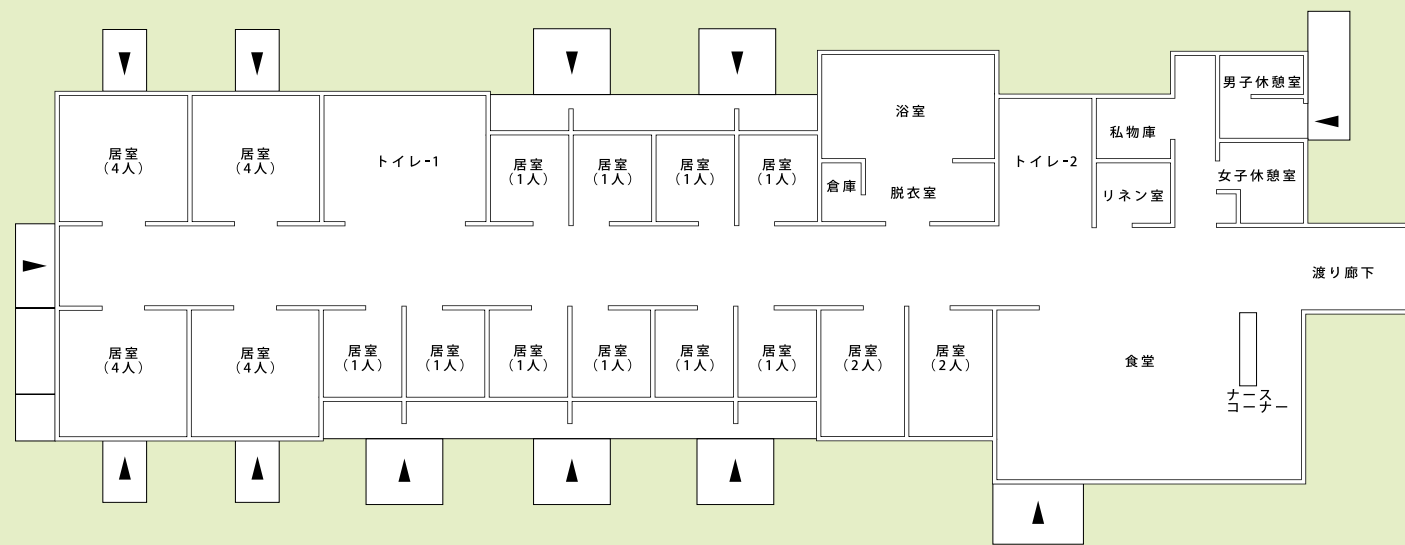 男子休憩室
浴室
私物庫
居室
(4人)
居室
(4人)
トイレ-1
居室
(1人)
居室
(1人)
居室
(1人)
居室
(1人)
倉庫
脱衣室
トイレ-2
リネン室
女子休憩室
渡り廊下
居室
(4人)
居室
(4人)
居室
(1人)
居室
(1人)
居室
(1人)
居室
(1人)
居室
(1人)
居室
(1人)
居室
(2人)
居室
(2人)
食堂
ナース
コーナー